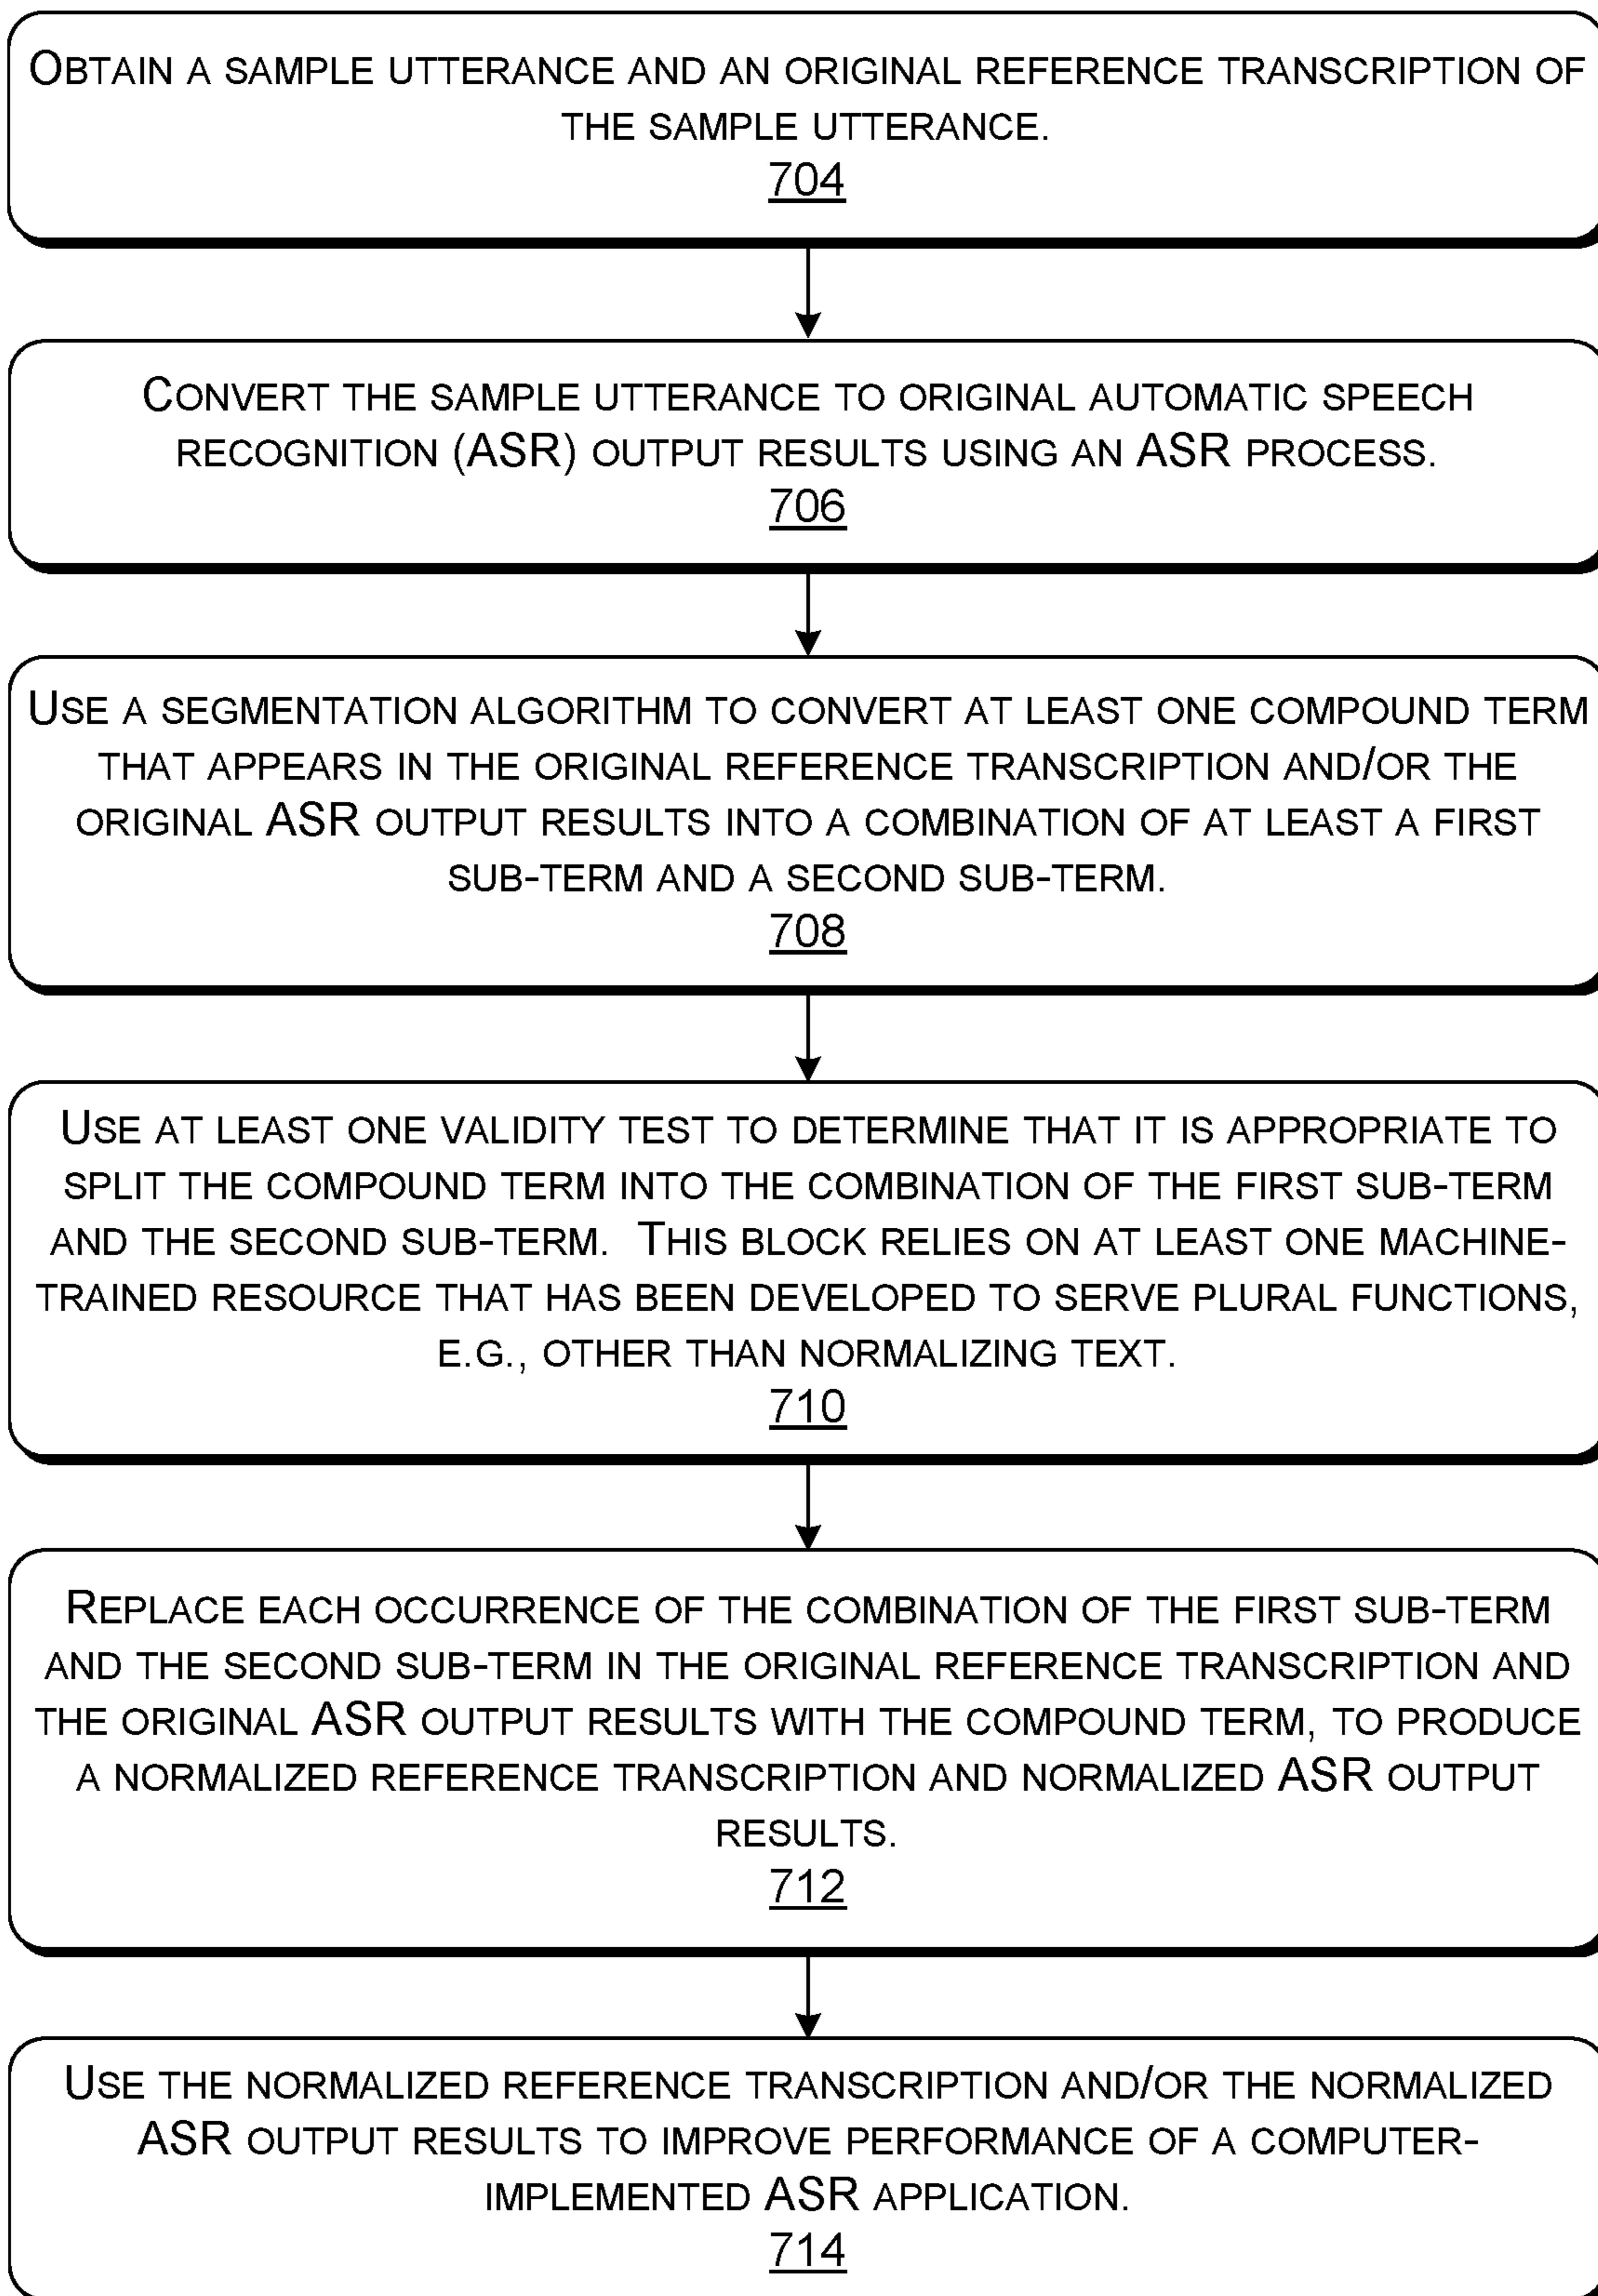 OBTAIN A SAMPLE UTTERANCE AND AN ORIGINAL REFERENCE TRANSCRIPTION OF
THE SAMPLE UTTERANCE.
704
CONVERT THE SAMPLE UTTERANCE TO ORIGINAL AUTOMATIC SPEECH
RECOGNITION (ASR) OUTPUT RESULTS USING AN ASR PROCESS.
706
USE A SEGMENTATION ALGORITHM TO CONVERT AT LEAST ONE COMPOUND TERM
THAT APPEARS IN THE ORIGINAL REFERENCE TRANSCRIPTION AND/OR THE
ORIGINAL ASR OUTPUT RESULTS INTO A COMBINATION OF AT LEAST A FIRST
SUB-TERM AND A SECOND SUB-TERM.
708
USE AT LEAST ONE VALIDITY TEST TO DETERMINE THAT IT IS APPROPRIATE TO
SPLIT THE COMPOUND TERM INTO THE COMBINATION OF THE FIRST SUB-TERM
AND THE SECOND SUB-TERM. THIS BLOCK RELIES ON AT LEAST ONE MACHINE-
TRAINED RESOURCE THAT HAS BEEN DEVELOPED TO SERVE PLURAL FUNCTIONS,
E.G., OTHER THAN NORMALIZING TEXT.
710
REPLACE EACH OCCURRENCE OF THE COMBINATION OF THE FIRST SUB-TERM
AND THE SECOND SUB-TERM IN THE ORIGINAL REFERENCE TRANSCRIPTION AND
THE ORIGINAL ASR OUTPUT RESULTS WITH THE COMPOUND TERM, TO PRODUCE
A NORMALIZED REFERENCE TRANSCRIPTION AND NORMALIZED ASR OUTPUT
RESULTS.
712
USE THE NORMALIZED REFERENCE TRANSCRIPTION AND/OR THE NORMALIZED
ASR OUTPUT RESULTS TO IMPROVE PERFORMANCE OF A COMPUTER-
IMPLEMENTED ASR APPLICATION.
714